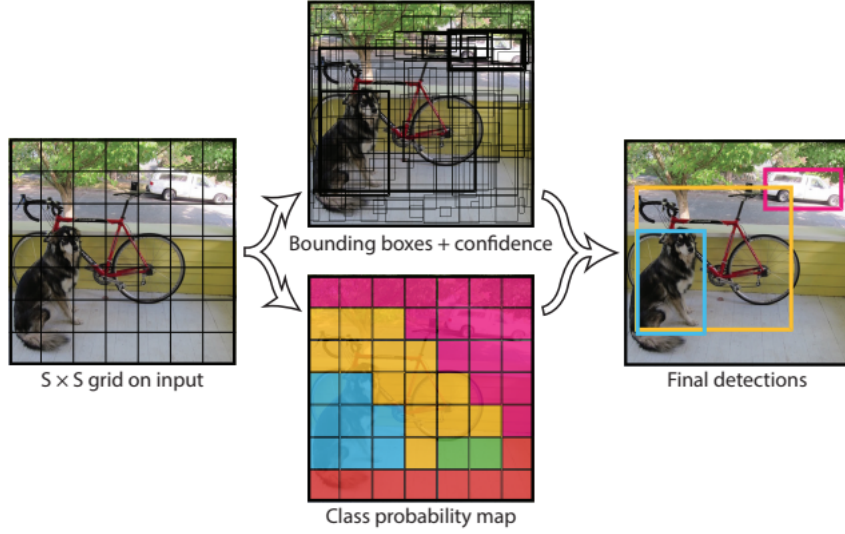 S × S grid on input
Bounding boxes + confidence
Class probability map
Final detections